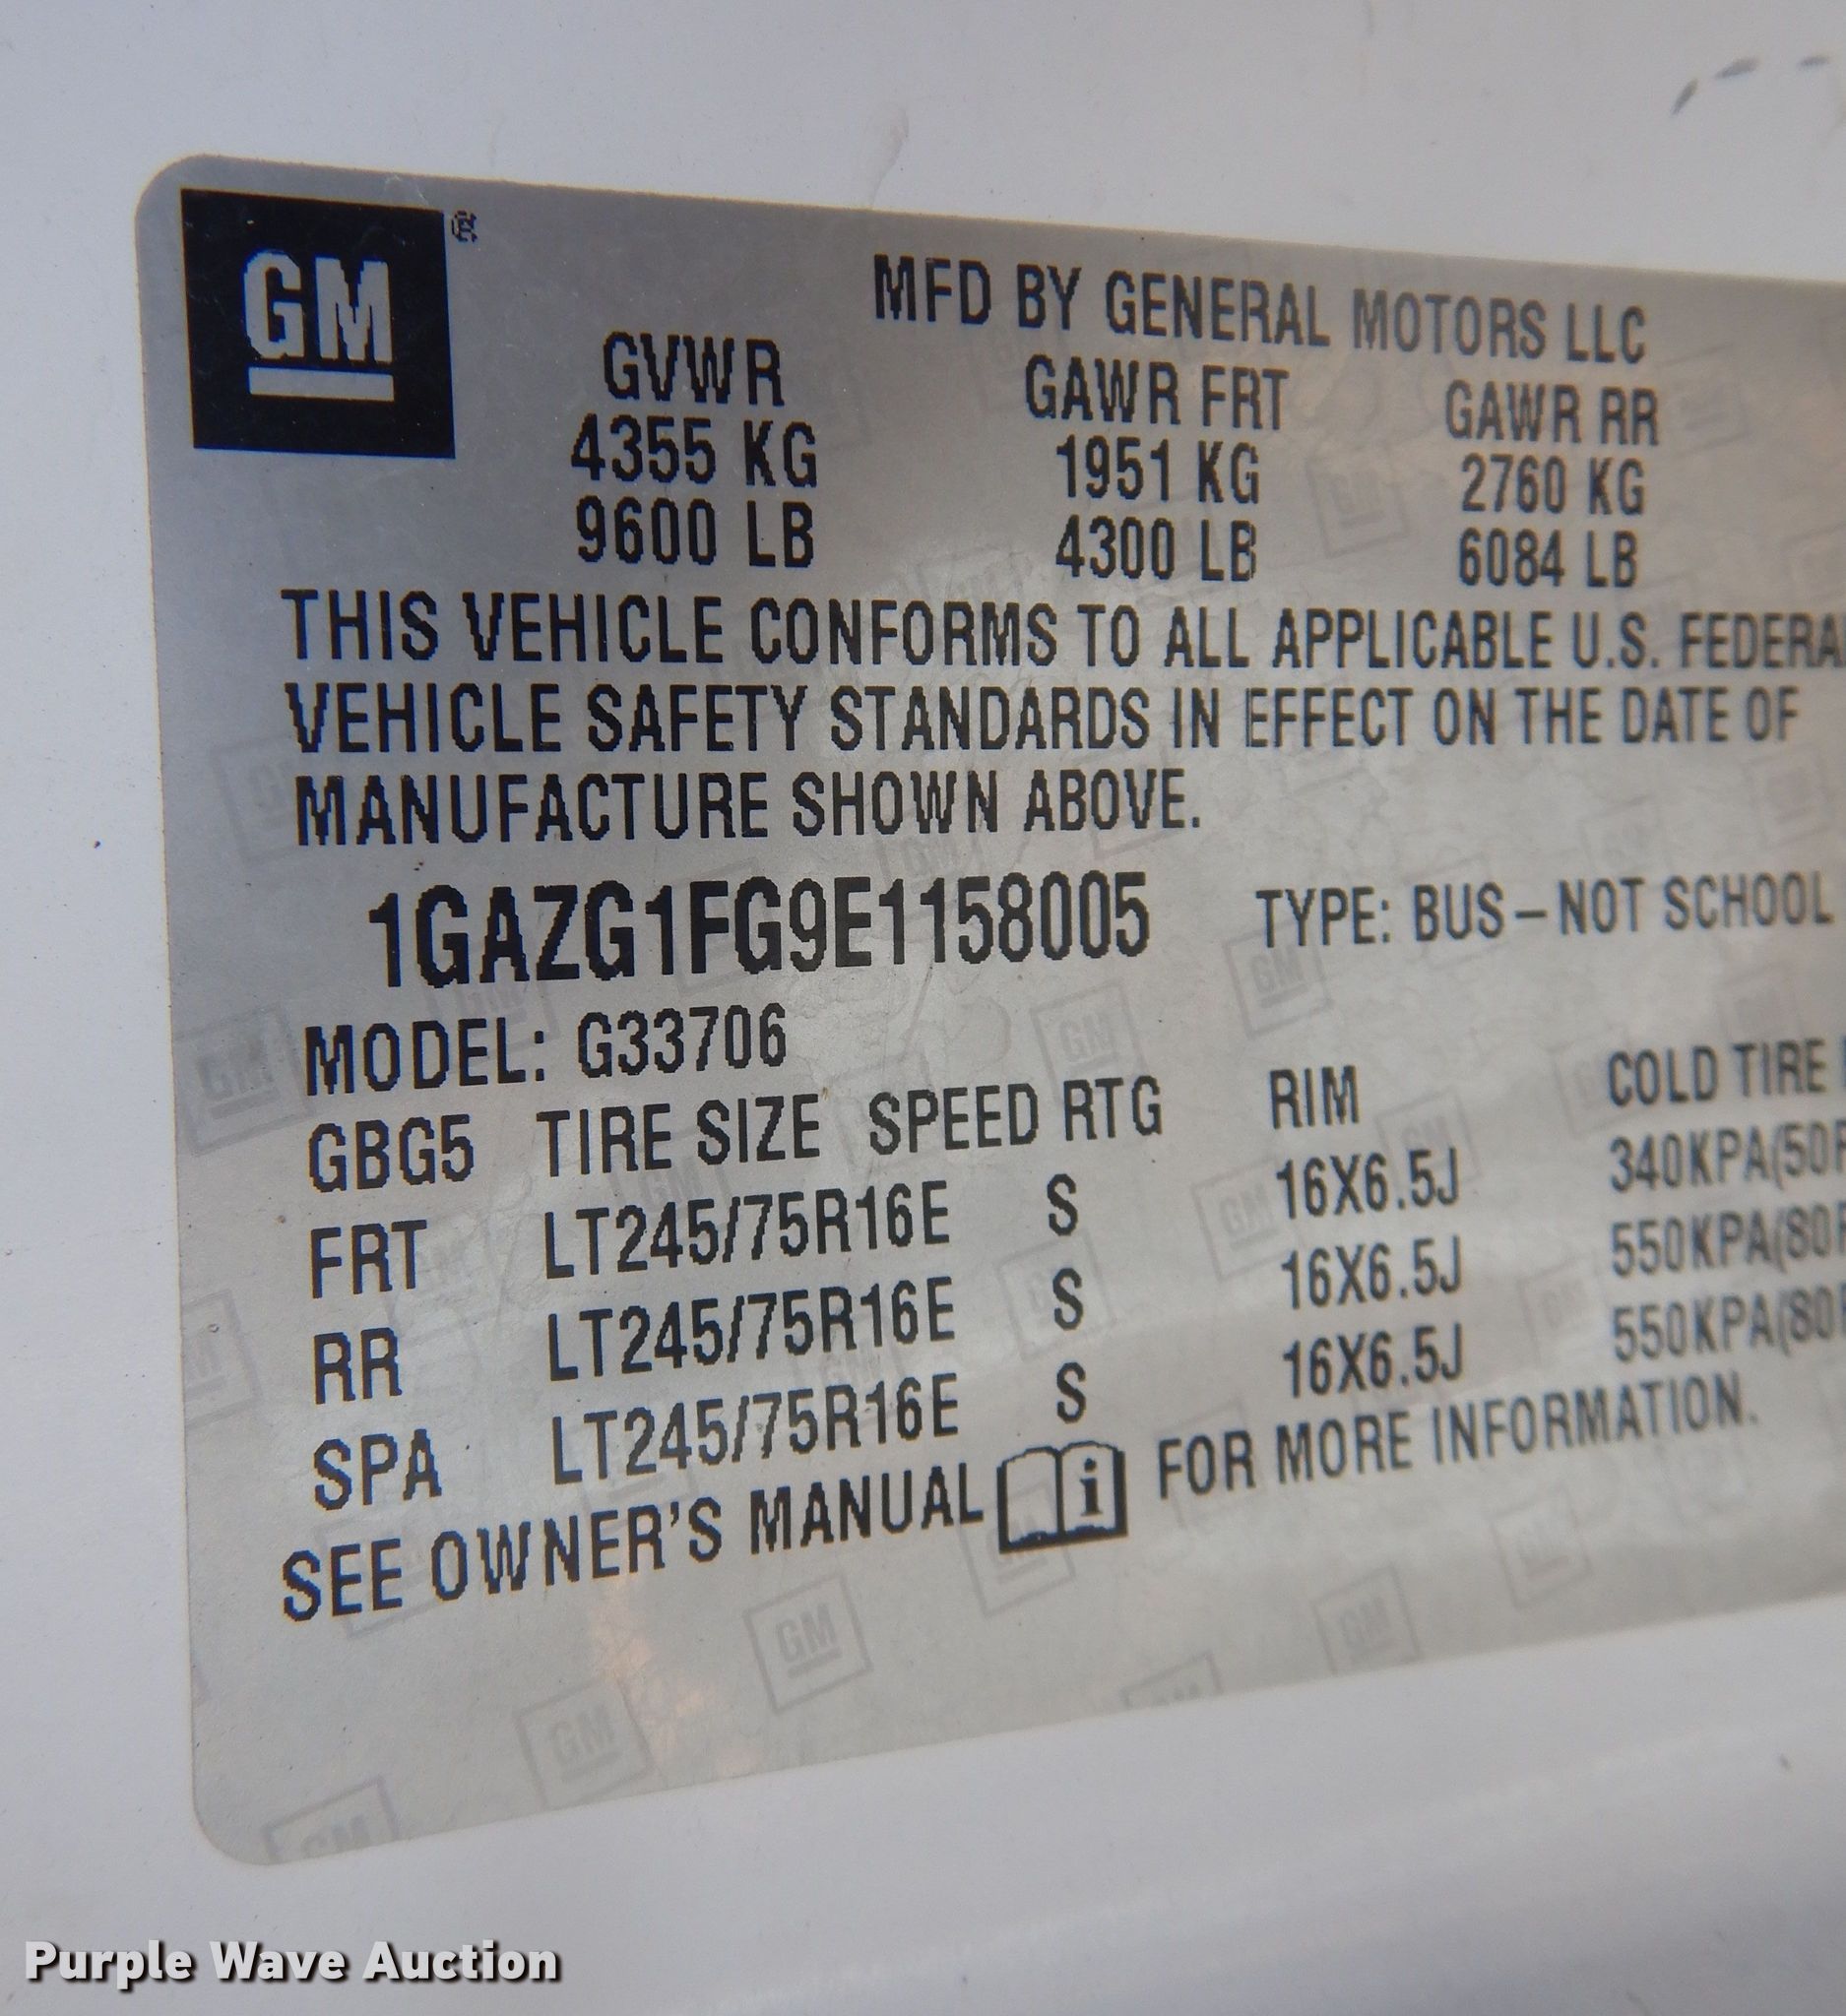 GM®
MFD BY GENERAL MOTORS LLC
GVWR GAWR FRT GAWR RR
4355 KG 1951 KG 2760 KG
9600 LB 4300 LB 6084 LB
THIS VEHICLE CONFORMS TO ALL APPLICABLE U.S. FEDERA
VEHICLE SAFETY STANDARDS IN EFFECT ON THE DATE OF
MANUFACTURE SHOWN ABOVE.
1GAZG1FG9E1158005 TYPE: BUS – NOT SCHOOL
MODEL: G33706
GBG5 TIRE SIZE SPEED RTG RIM COLD TIRE
FRT LT245/75R16E S 16X6.5J 340KPA(50
RR LT245/75R16E S 16X6.5J 550KPA(80
SPA LT245/75R16E S 16X6.5J 550KPA(80
SEE OWNER'S MANUAL i FOR MORE INFORMATION.
Purple Wave Auction